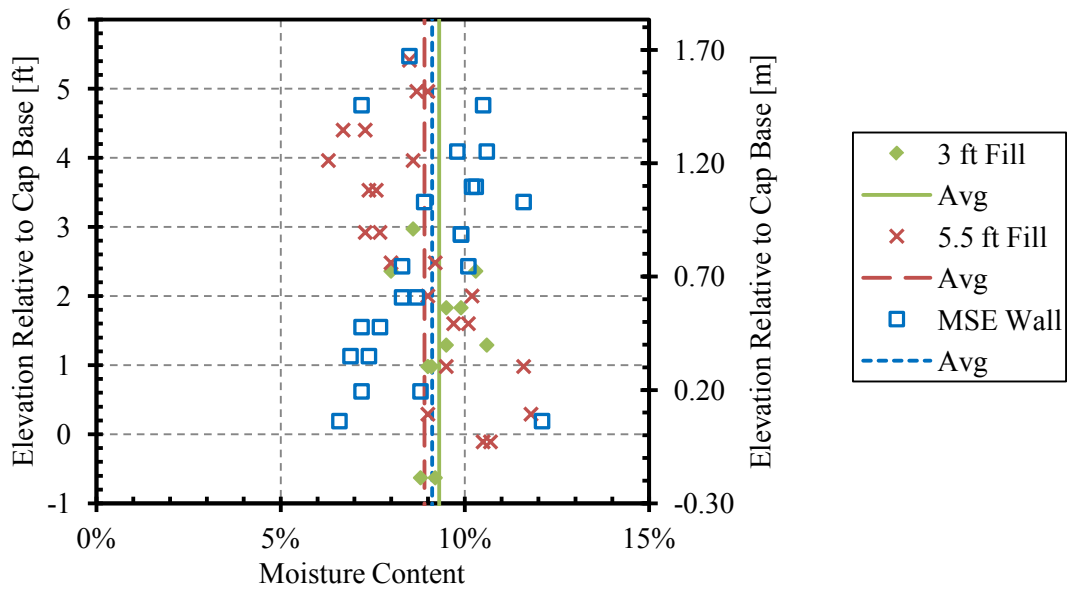 Elevation Relative to Cap Base [ft]
6
5
4
3
2
1
0
-1
0%
5%
10%
15%
Moisture Content
1.70
1.20
0.70
0.20
-0.30
Elevation Relative to Cap Base [m]
3 ft Fill
Avg
5.5 ft Fill
Avg
MSE Wall
Avg